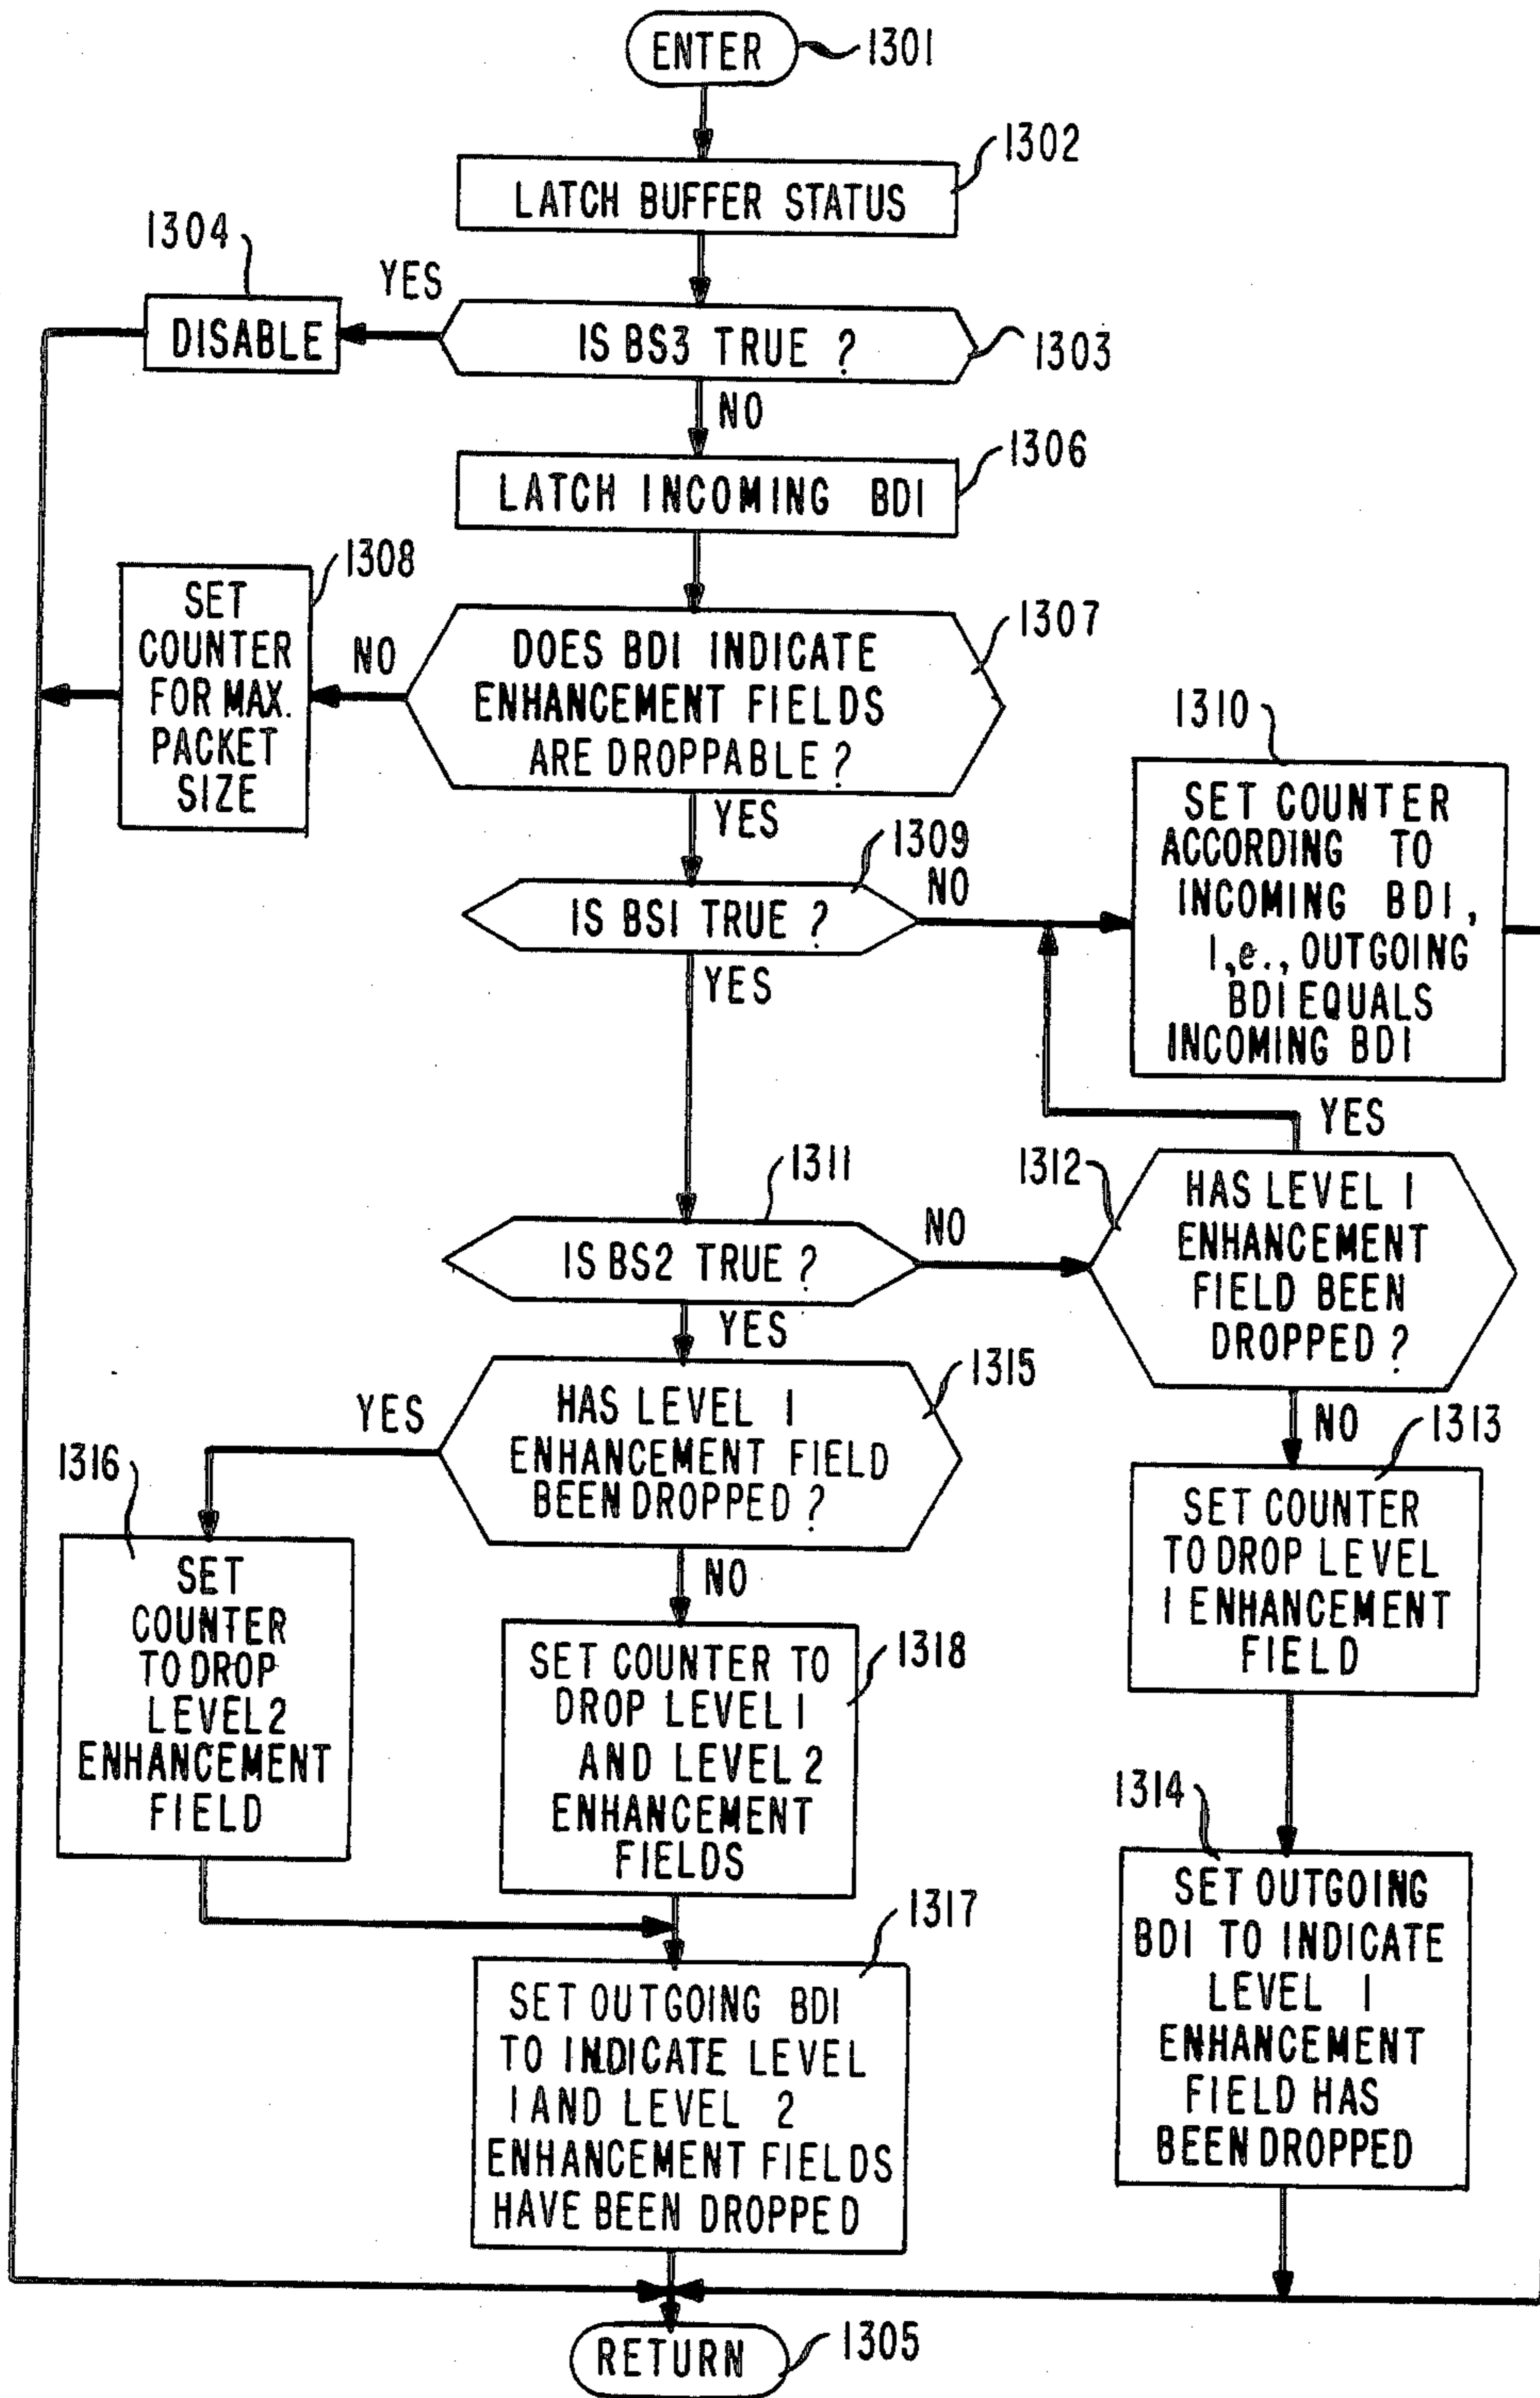 ENTER
1301
1302
LATCH BUFFER STATUS
1304
YES
DISABLE
IS BS3 TRUE ?
1303
NO
1306
LATCH INCOMING BDI
1308
SET
COUNTER
FOR MAX.
PACKET
SIZE
NO
1307
DOES BDI INDICATE
ENHANCEMENT FIELDS
ARE DROPPABLE ?
YES
1309
IS BS1 TRUE ?
NO
YES
1310
SET COUNTER
ACCORDING TO
INCOMING BDI,
I,e., OUTGOING
BDI EQUALS
INCOMING BDI
YES
1311
IS BS2 TRUE ?
NO
YES
1312
HAS LEVEL 1
ENHANCEMENT
FIELD BEEN
DROPPED ?
NO
1315
HAS LEVEL 1
ENHANCEMENT FIELD
BEEN DROPPED ?
YES
NO
1313
SET COUNTER
TO DROP LEVEL
1 ENHANCEMENT
FIELD
1316
SET
COUNTER
TO DROP
LEVEL 2
ENHANCEMENT
FIELD
1318
SET COUNTER TO
DROP LEVEL 1
AND LEVEL 2
ENHANCEMENT
FIELDS
1314
SET OUTGOING
BDI TO INDICATE
LEVEL 1
ENHANCEMENT
FIELD HAS
BEEN DROPPED
1317
SET OUTGOING BDI
TO INDICATE LEVEL
1 AND LEVEL 2
ENHANCEMENT FIELDS
HAVE BEEN DROPPED
RETURN
1305